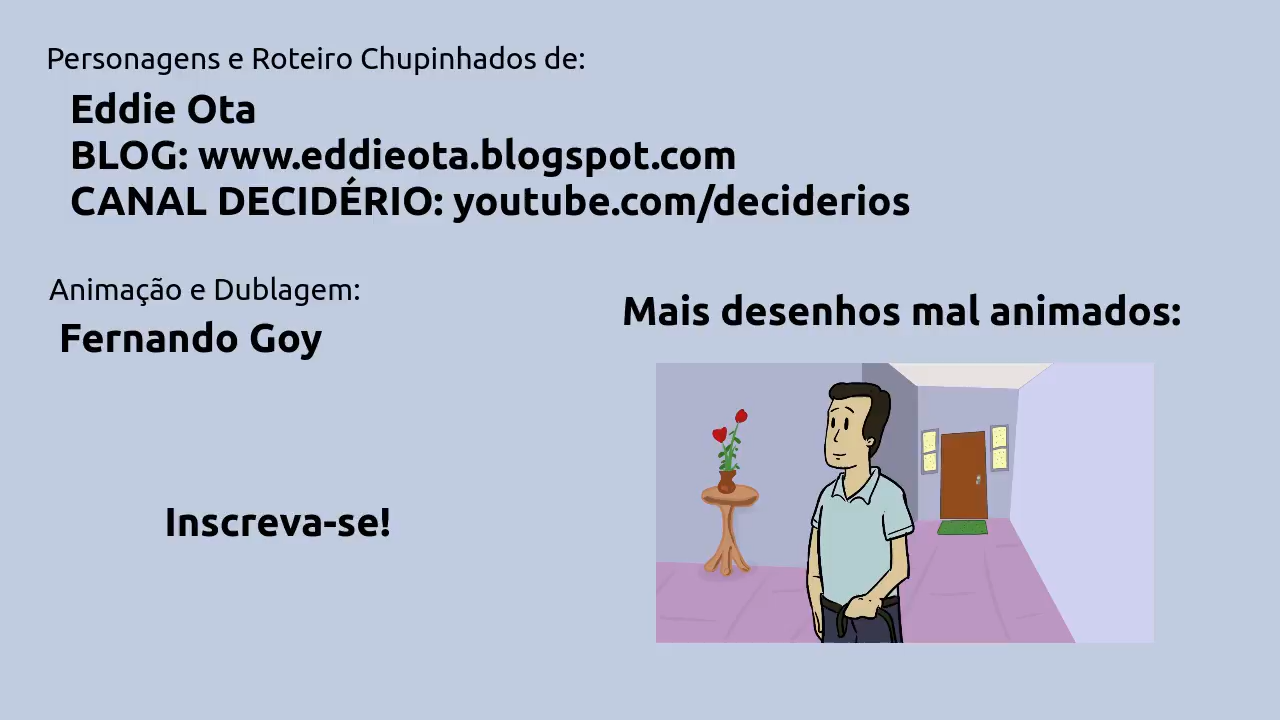 Personagens e Roteiro Chupinhados de:
Eddie Ota
BLOG: www.eddieota.blogspot.com
CANAL DECIDÉRIO: youtube.com/deciderios
Animação e Dublagem:
Fernando Goy
Mais desenhos mal animados:
Inscreva-se!